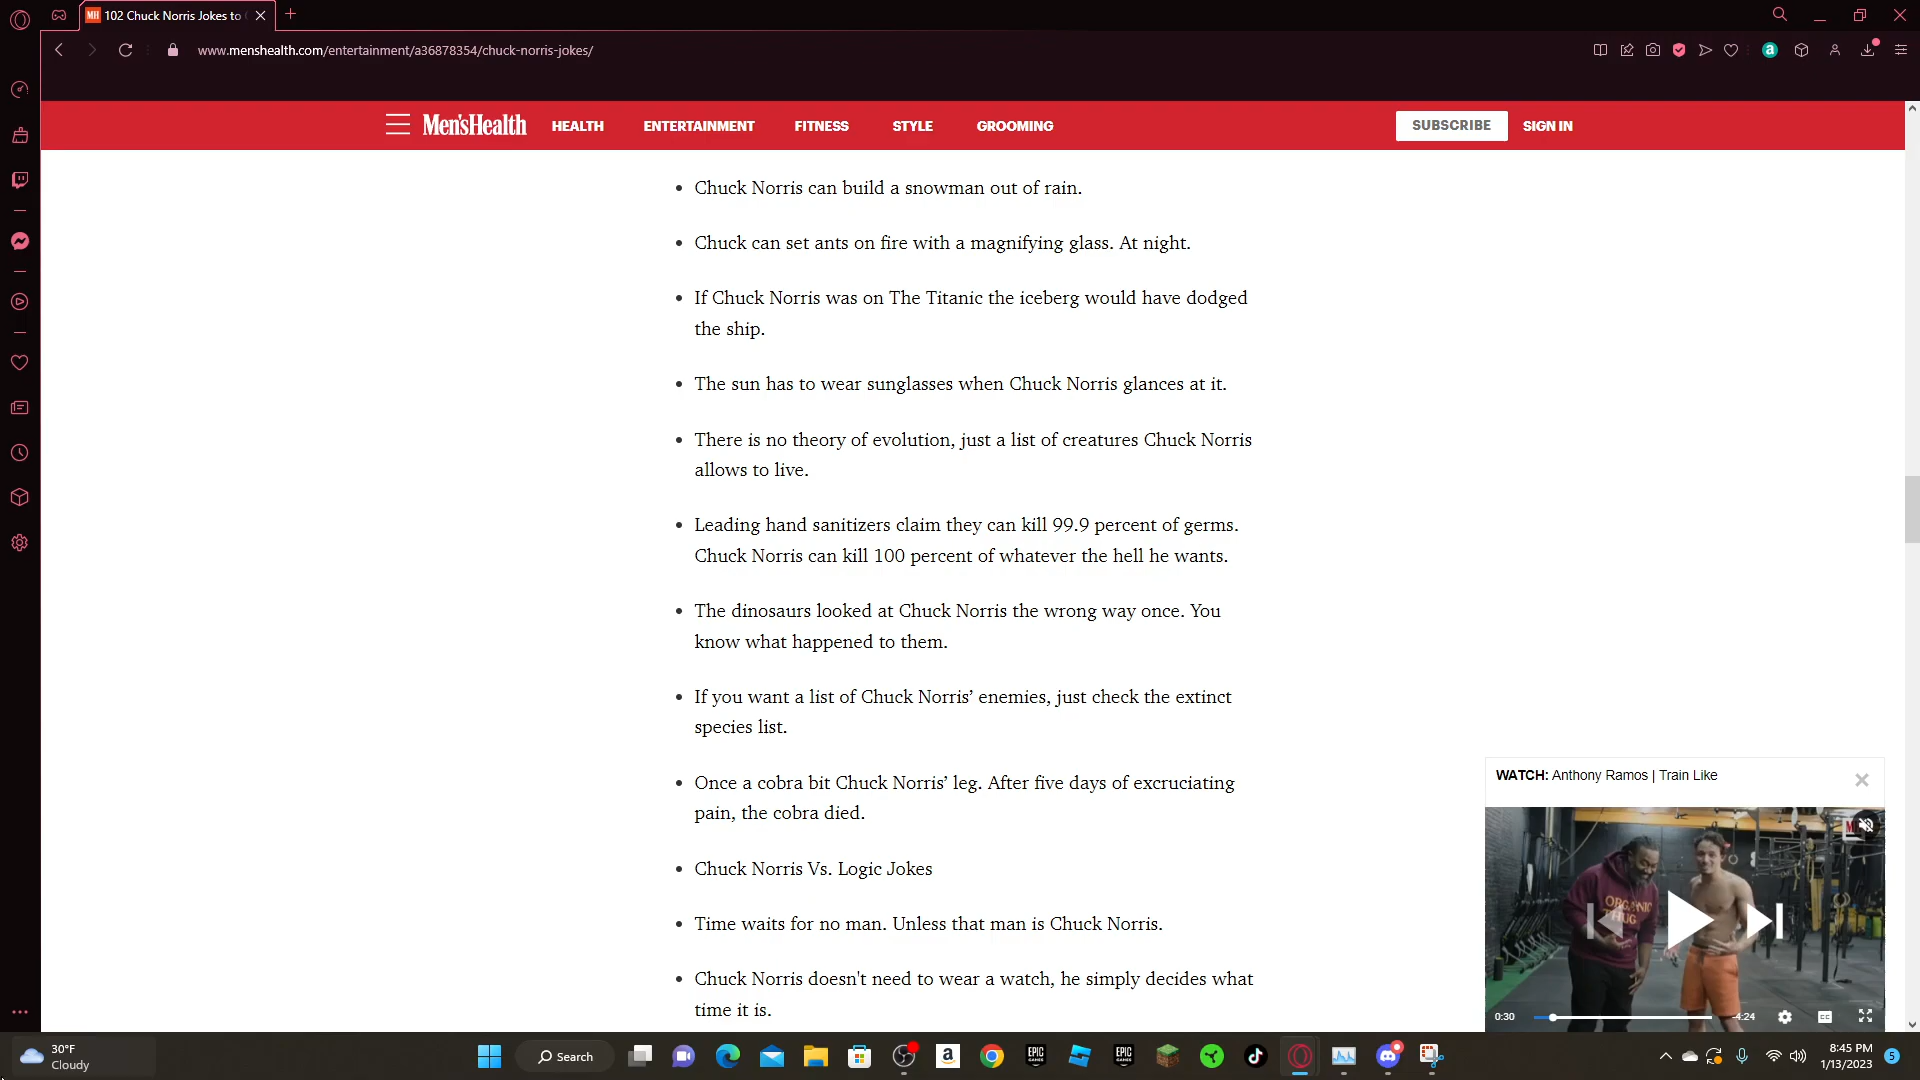 102 Chuck Norris Jokes to
www.menshealth.com/entertainment/a36878354/chuck-norris-jokes/
Men'sHealth HEALTH ENTERTAINMENT FITNESS STYLE GROOMING SUBSCRIBE SIGN IN
• Chuck Norris can build a snowman out of rain.
• Chuck can set ants on fire with a magnifying glass. At night.
• If Chuck Norris was on The Titanic the iceberg would have dodged
the ship.
• The sun has to wear sunglasses when Chuck Norris glances at it.
• There is no theory of evolution, just a list of creatures Chuck Norris
allows to live.
• Leading hand sanitizers claim they can kill 99.9 percent of germs.
Chuck Norris can kill 100 percent of whatever the hell he wants.
• The dinosaurs looked at Chuck Norris the wrong way once. You
know what happened to them.
• If you want a list of Chuck Norris’ enemies, just check the extinct
species list.
• Once a cobra bit Chuck Norris’ leg. After five days of excruciating
pain, the cobra died.
• Chuck Norris Vs. Logic Jokes
• Time waits for no man. Unless that man is Chuck Norris.
• Chuck Norris doesn't need to wear a watch, he simply decides what
time it is.
WATCH: Anthony Ramos | Train Like
ORGANIC
THUG
0:30 -4:24
30°F
Cloudy
Search
EPIC GAMES
EPIC GAMES
8:45 PM
1/13/2023
5